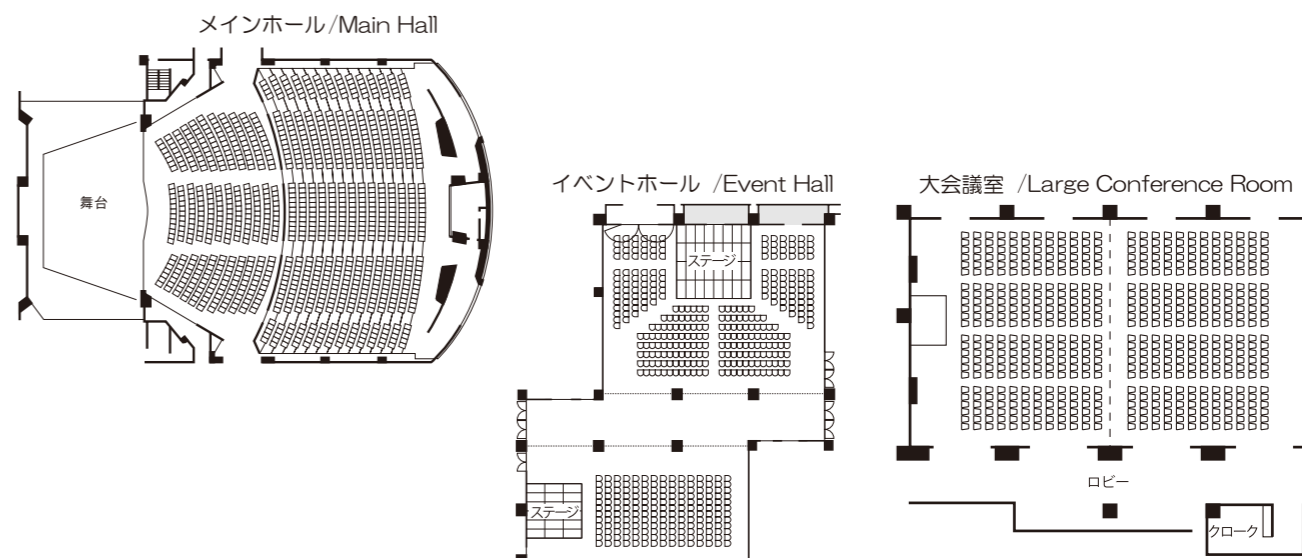 メインホール/Main Hall
舞台
イベントホール /Event Hall
ステージ
ステージ
大会議室 /Large Conference Room
ロビー
クローク